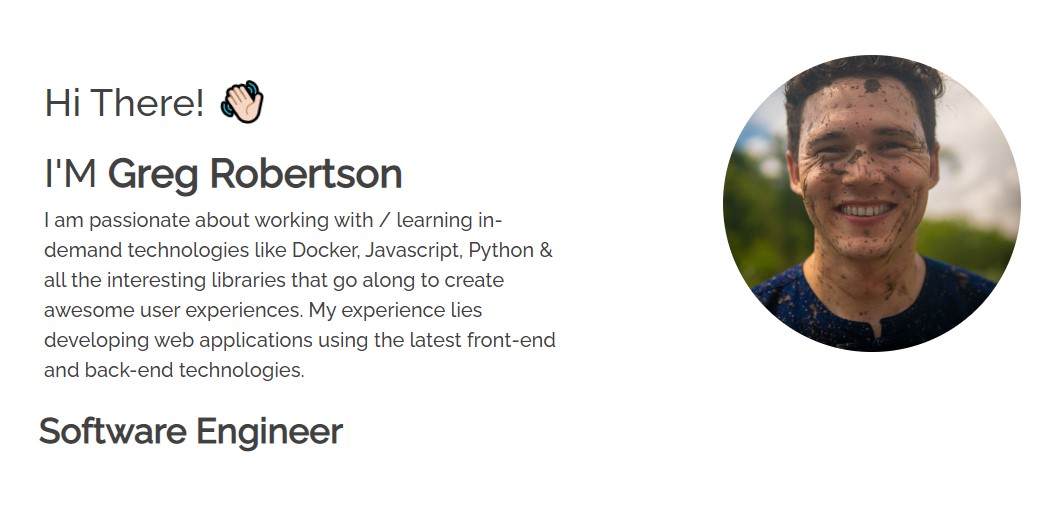 Hi There! 👋🏻
I'M Greg Robertson
I am passionate about working with / learning in-
demand technologies like Docker, Javascript, Python &
all the interesting libraries that go along to create
awesome user experiences. My experience lies
developing web applications using the latest front-end
and back-end technologies.
Software Engineer